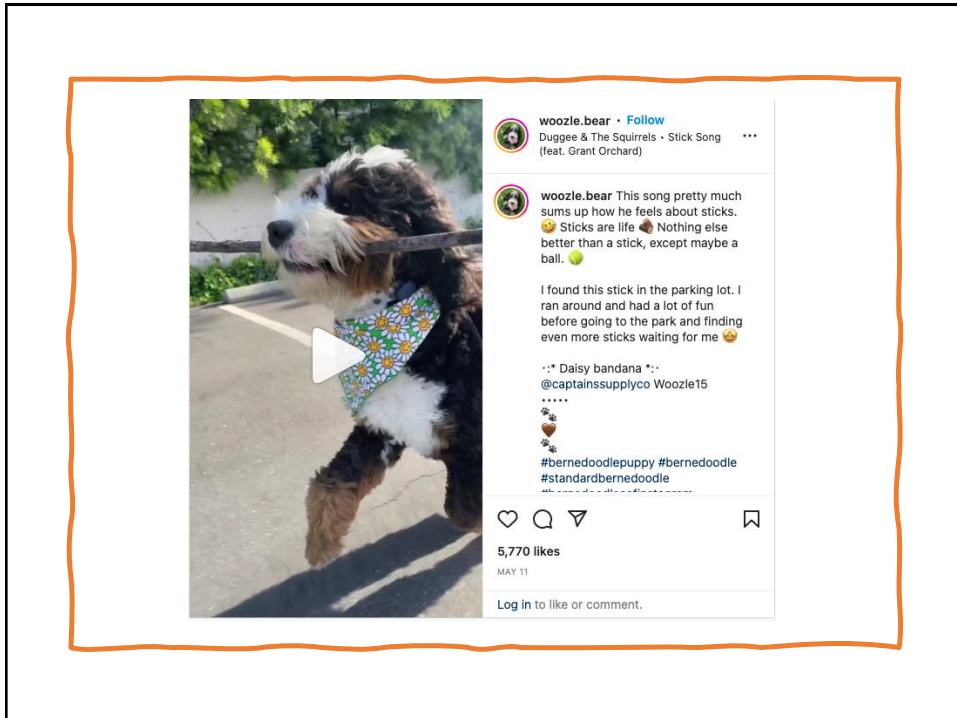 woozle.bear • Follow
Duggee & The Squirrels • Stick Song
(feat. Grant Orchard)
woozle.bear This song pretty much
sums up how he feels about sticks.
🤣 Sticks are life 🪵 Nothing else
better than a stick, except maybe a
ball. 🎾
I found this stick in the parking lot. I
ran around and had a lot of fun
before going to the park and finding
even more sticks waiting for me 🤩
·:* Daisy bandana *:·
@captainssupplyco Woozle15
•••••
🐾
🤎
🐾
#bernedoodlepuppy #bernedoodle
#standardbernedoodle
5,770 likes
MAY 11
Log in to like or comment.